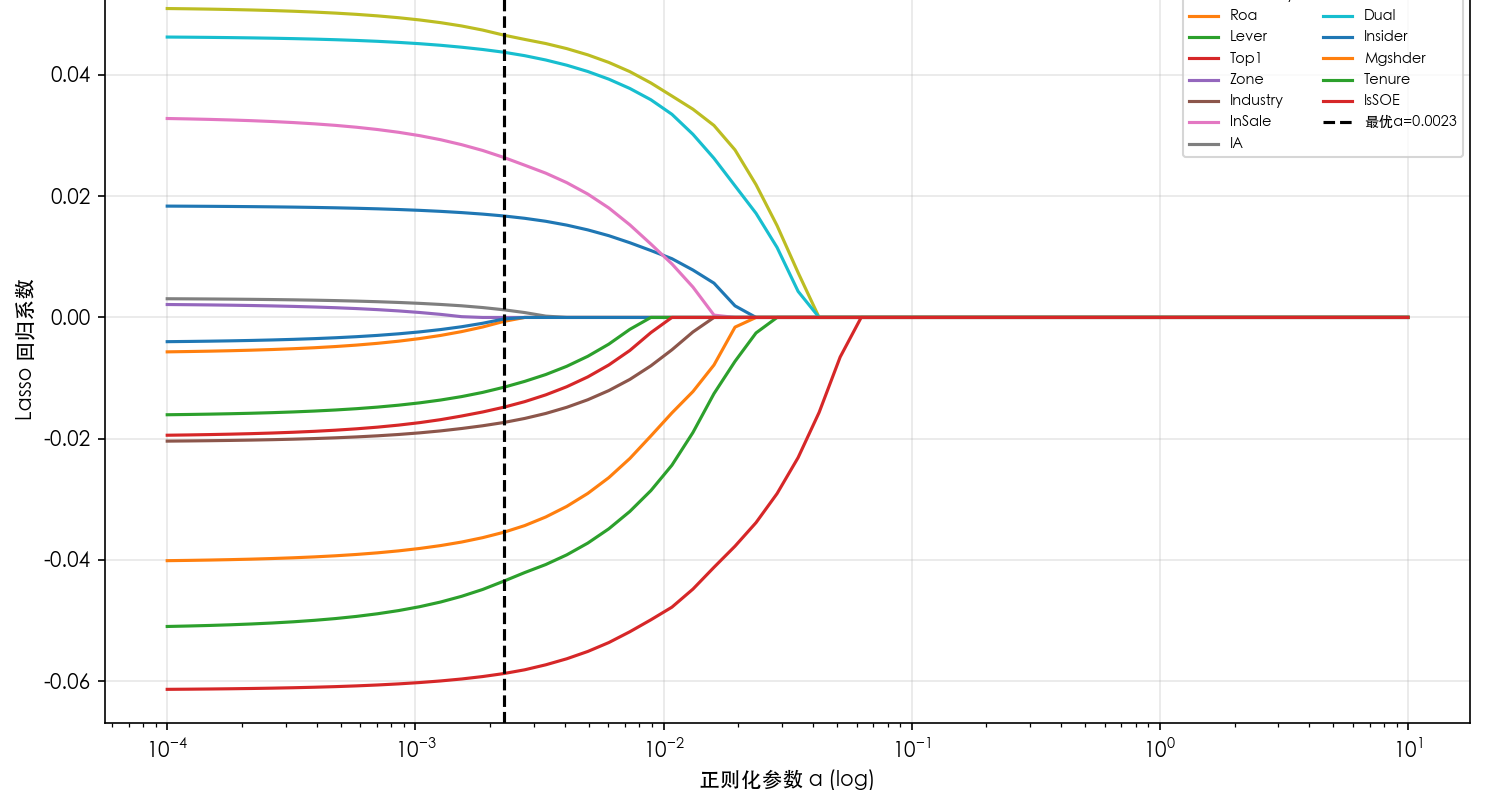 Roa
Lever
Top1
Zone
Industry
InSale
IA
Dual
Insider
Mgshder
Tenure
IsSOE
最优a=0.0023
0.04
0.02
0.00
-0.02
-0.04
-0.06
Lasso 回归系数
10⁻⁴
10⁻³
10⁻²
10⁻¹
10⁰
10¹
正则化参数 a (log)